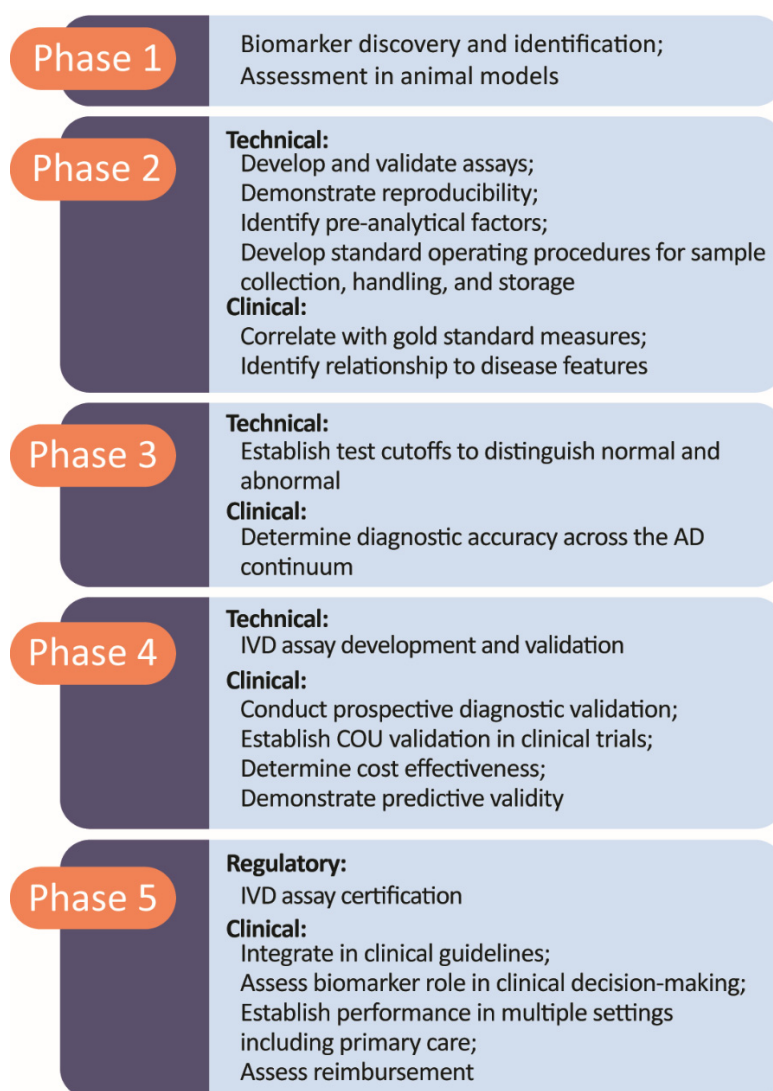 Phase 1
Biomarker discovery and identification;
Assessment in animal models
Phase 2
Technical:
Develop and validate assays;
Demonstrate reproducibility;
Identify pre-analytical factors;
Develop standard operating procedures for sample
collection, handling, and storage
Clinical:
Correlate with gold standard measures;
Identify relationship to disease features
Phase 3
Technical:
Establish test cutoffs to distinguish normal and
abnormal
Clinical:
Determine diagnostic accuracy across the AD
continuum
Phase 4
Technical:
IVD assay development and validation
Clinical:
Conduct prospective diagnostic validation;
Establish COU validation in clinical trials;
Determine cost effectiveness;
Demonstrate predictive validity
Phase 5
Regulatory:
IVD assay certification
Clinical:
Integrate in clinical guidelines;
Assess biomarker role in clinical decision-making;
Establish performance in multiple settings
including primary care;
Assess reimbursement